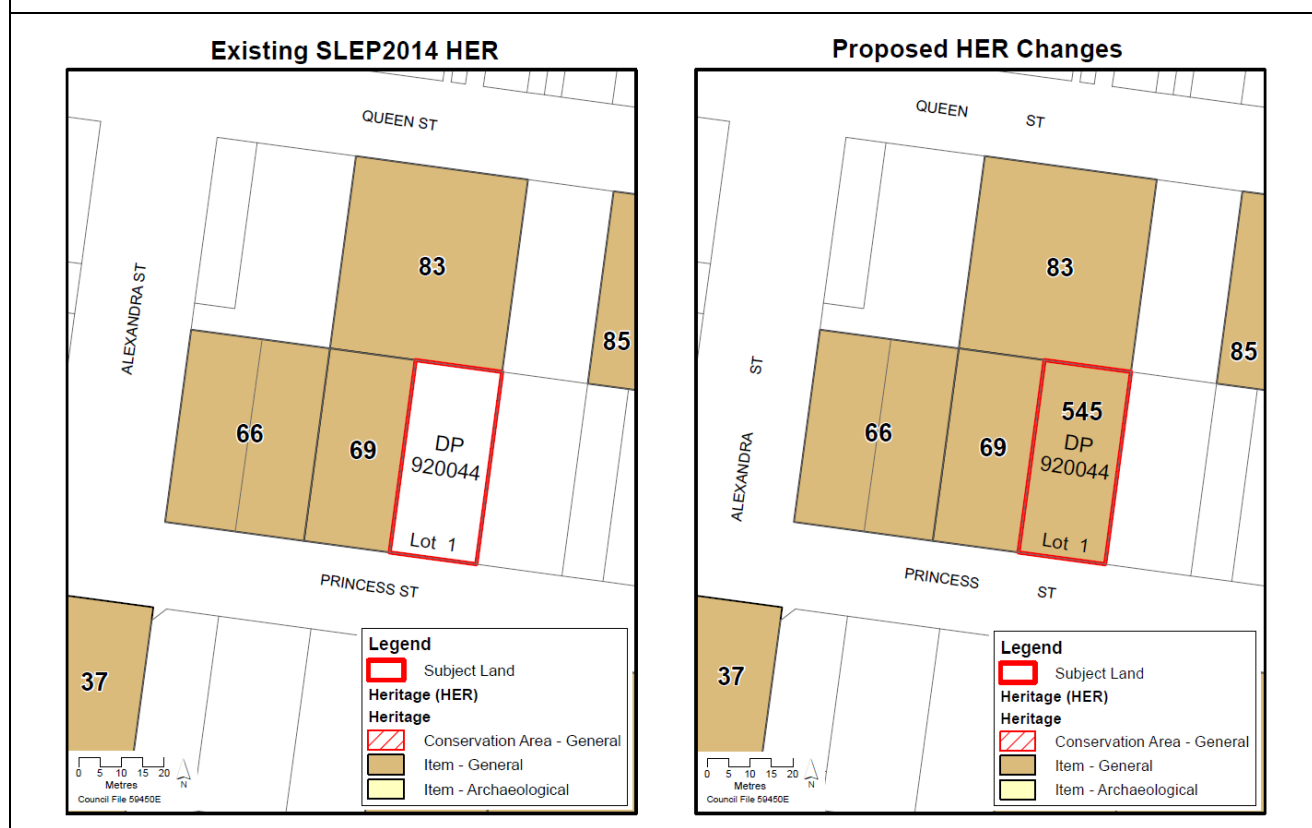 Existing SLEP2014 HER
QUEEN ST
ALEXANDRA ST
83
85
66
69
DP
920044
Lot 1
PRINCESS ST
37
Legend
Subject Land
Heritage (HER)
Heritage
Conservation Area - General
Item - General
Item - Archaeological
0 5 10 15 20
Metres
N
Council File 59450E
Proposed HER Changes
QUEEN ST
ALEXANDRA ST
83
85
66
69
545
DP
920044
Lot 1
PRINCESS ST
37
Legend
Subject Land
Heritage (HER)
Heritage
Conservation Area - General
Item - General
Item - Archaeological
0 5 10 15 20
Metres
N
Council File 59450E